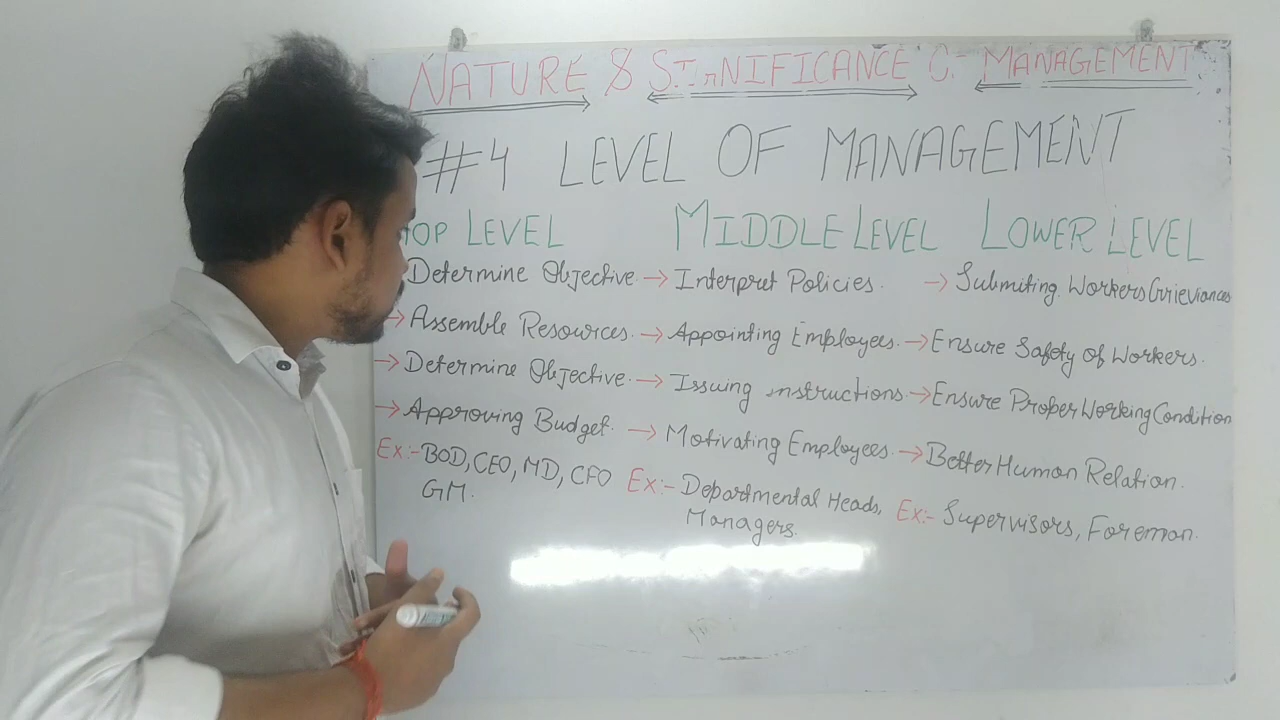 NATURE & SIGNIFICANCE O: MANAGEMENT
#4 LEVEL OF MANAGEMENT
TOP LEVEL
Determine Objective.
→ Assemble Resources.
→ Determine Objective.
→ Approving Budget.
Ex:- BOD, CEO, MD, CFO
GM.
MIDDLE LEVEL
→ Interpret Policies.
→ Appointing Employees.
→ Issuing instructions.
→ Motivating Employees.
Ex:- Departmental Heads,
Managers.
LOWER LEVEL
→ Submiting Workers Grieviances
→ Ensure Safety of Workers.
→ Ensure Proper Working Condition
→ Better Human Relation.
Ex:- Supervisors, Foreman.